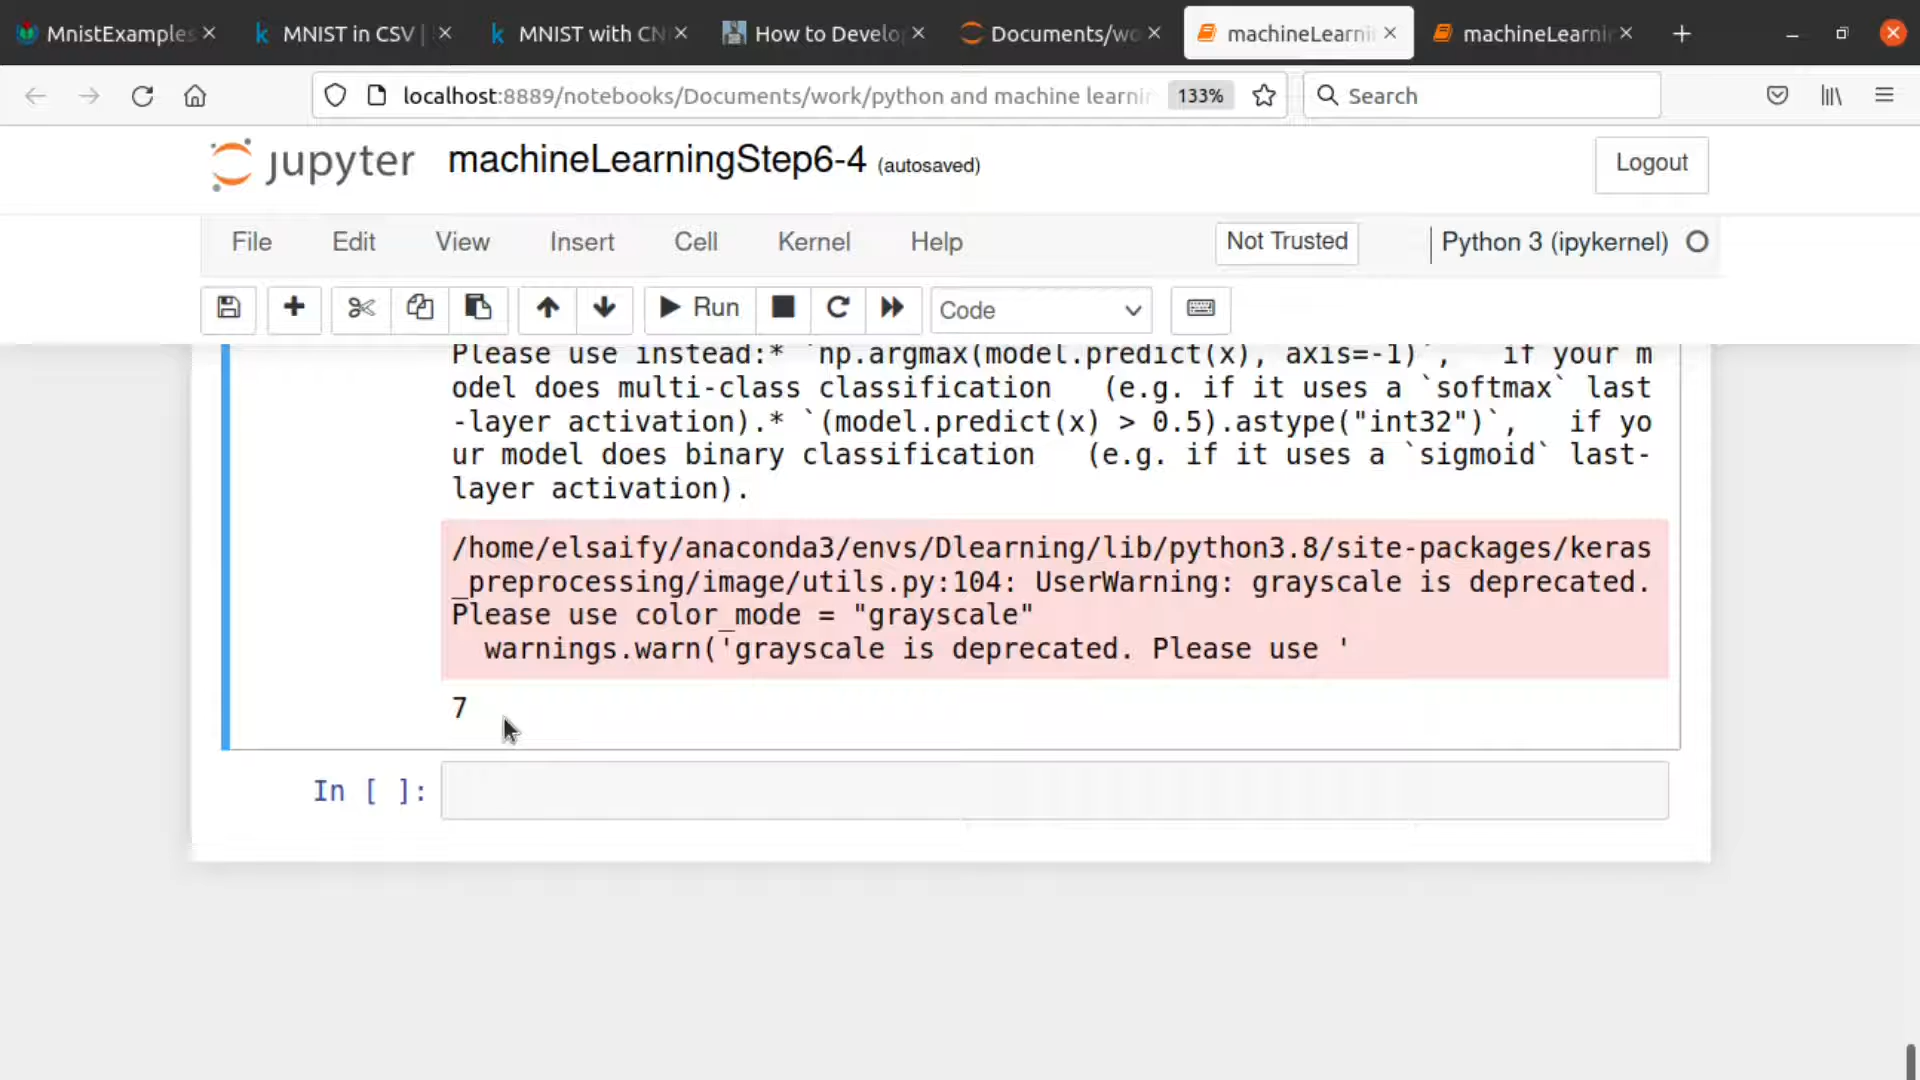 MnistExamples
MNIST in CSV |
MNIST with CN
How to Develo
Documents/wo
machineLearni
machineLearni
localhost:8889/notebooks/Documents/work/python and machine learni
133%
Search
jupyter
machineLearningStep6-4 (autosaved)
Logout
File Edit View Insert Cell Kernel Help
Not Trusted
Python 3 (ipykernel)
Run
Code
Please use instead:* `np.argmax(model.predict(x), axis=-1)`,   if your m
odel does multi-class classification   (e.g. if it uses a `softmax` last
-layer activation).* `(model.predict(x) > 0.5).astype("int32")`,   if yo
ur model does binary classification   (e.g. if it uses a `sigmoid` last-
layer activation).
/home/elsaify/anaconda3/envs/Dlearning/lib/python3.8/site-packages/keras
_preprocessing/image/utils.py:104: UserWarning: grayscale is deprecated.
Please use color_mode = "grayscale"
  warnings.warn('grayscale is deprecated. Please use '
7
In [ ]: